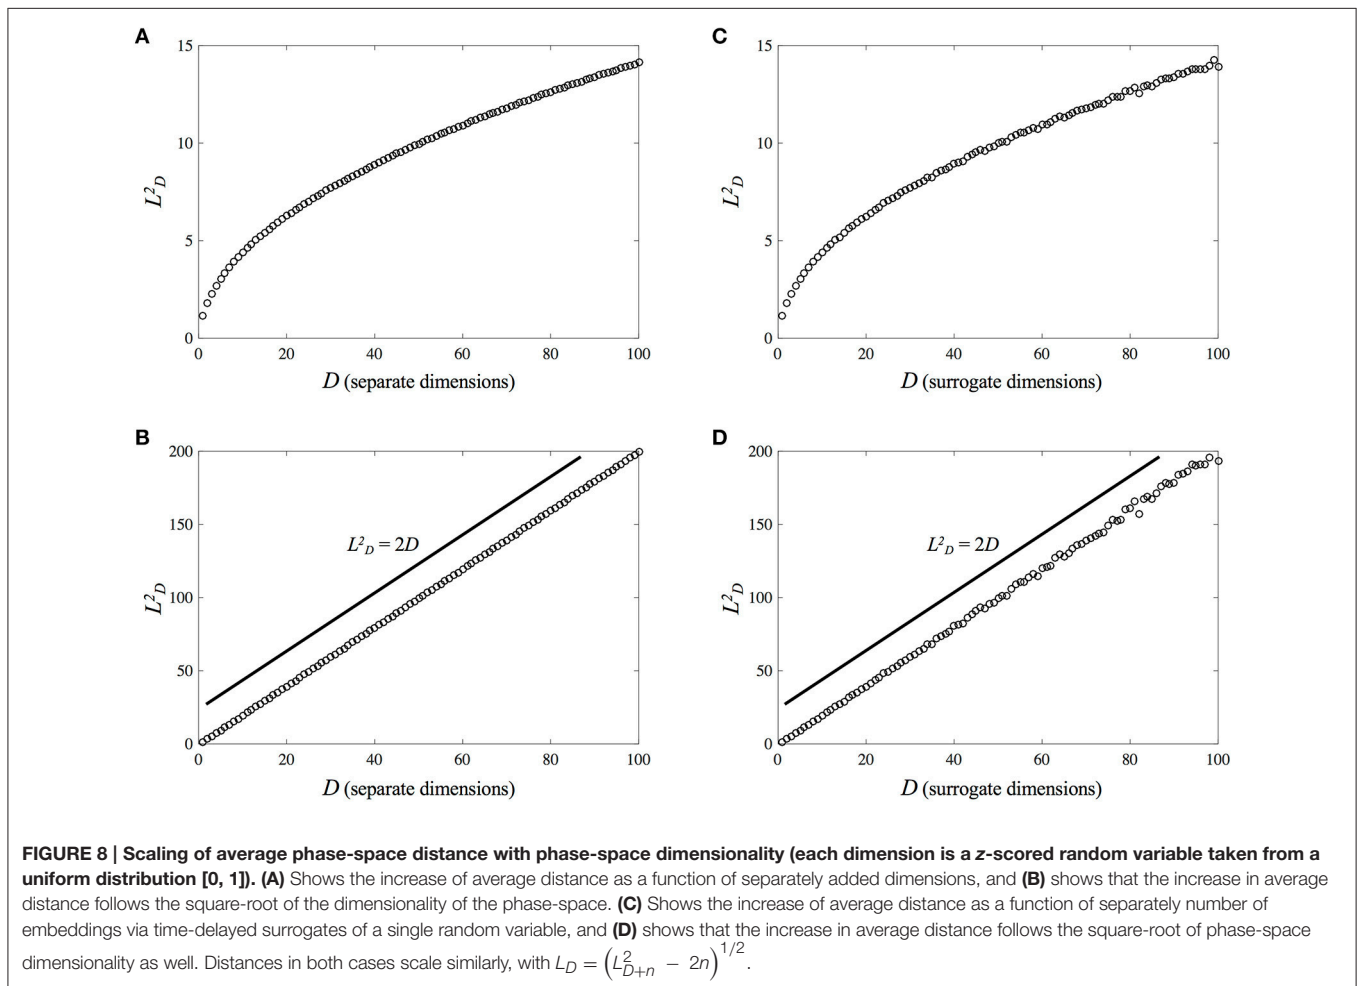 A
15
10
5
0
L²_D
0 20 40 60 80 100
D (separate dimensions)
C
15
10
5
0
L²_D
0 20 40 60 80 100
D (surrogate dimensions)
B
200
150
100
50
0
L²_D
L²_D = 2D
0 20 40 60 80 100
D (separate dimensions)
D
200
150
100
50
0
L²_D
L²_D = 2D
0 20 40 60 80 100
D (surrogate dimensions)
FIGURE 8 | Scaling of average phase-space distance with phase-space dimensionality (each dimension is a z-scored random variable taken from a
uniform distribution [0, 1]). (A) Shows the increase of average distance as a function of separately added dimensions, and (B) shows that the increase in average
distance follows the square-root of the dimensionality of the phase-space. (C) Shows the increase of average distance as a function of separately number of
embeddings via time-delayed surrogates of a single random variable, and (D) shows that the increase in average distance follows the square-root of phase-space
dimensionality as well. Distances in both cases scale similarly, with L_D = (L²_{D+n} − 2n)^{1/2}.